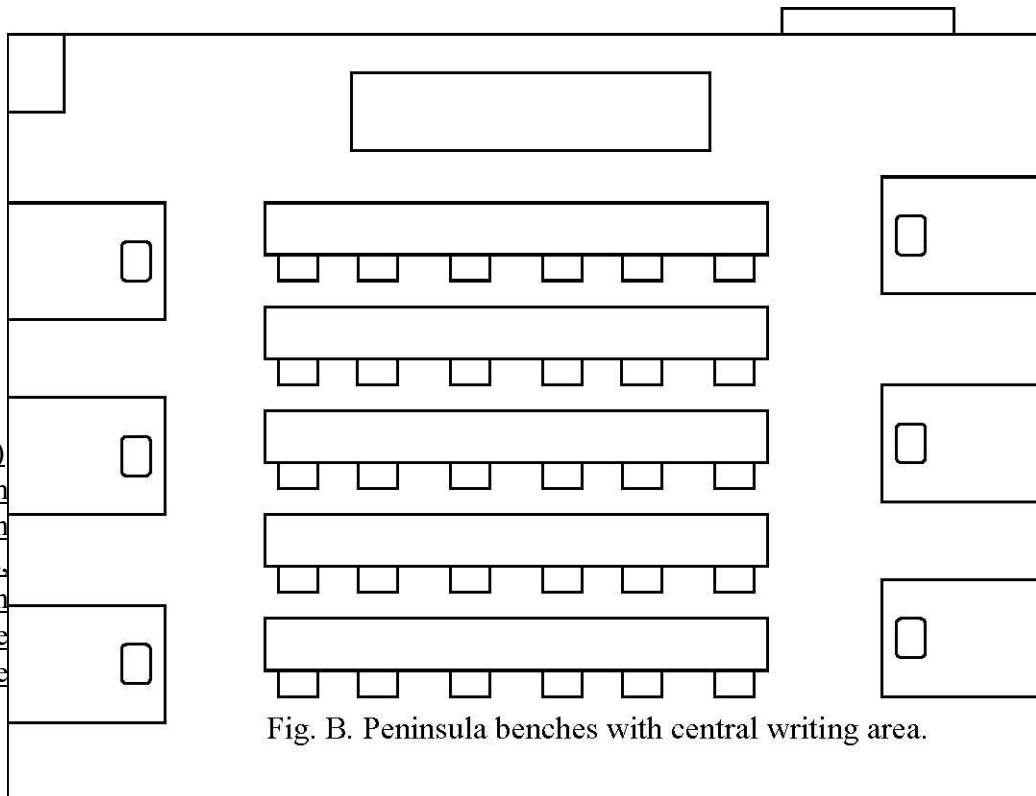 Fig. B. Peninsula benches with central writing area.